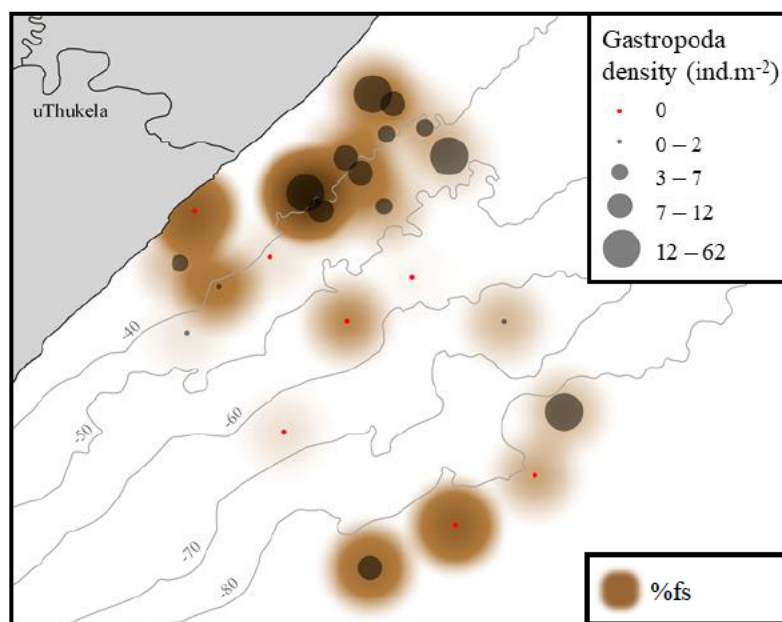 Gastropoda
density (ind.m⁻²)
0
0 – 2
3 – 7
7 – 12
12 – 62
uThukela
-40
-50
-60
-70
-80
%fs